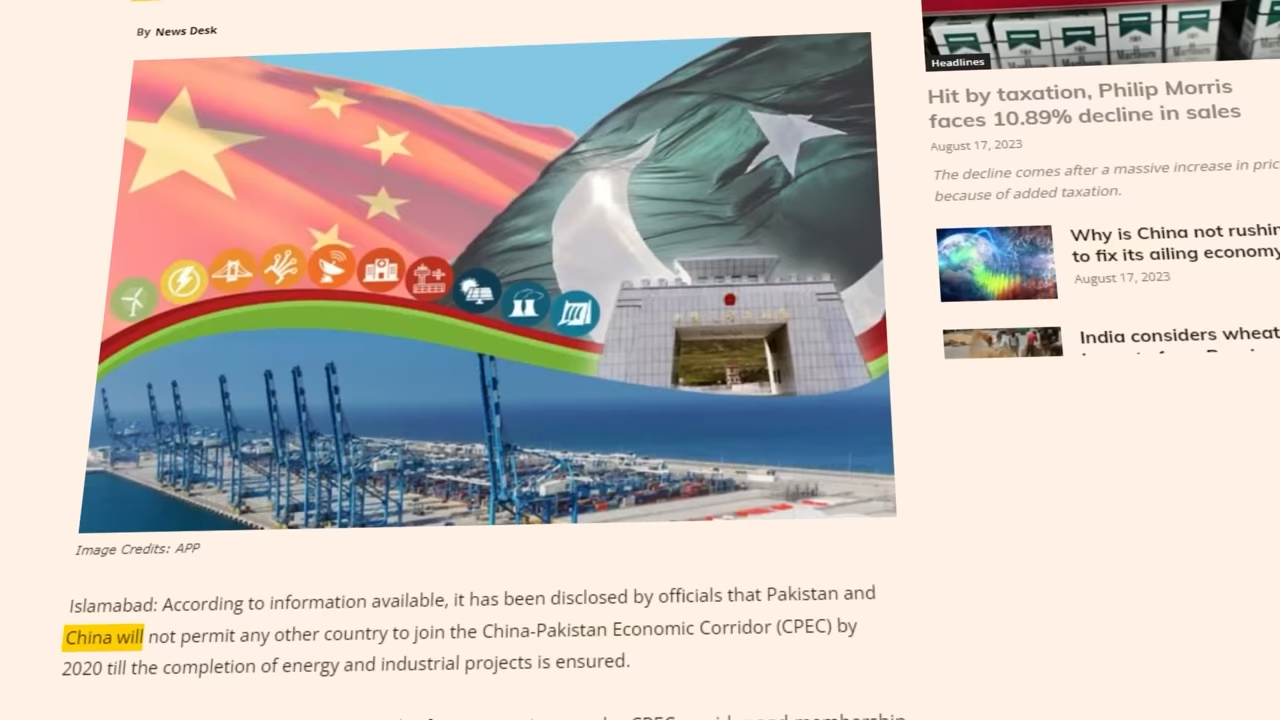 By News Desk
Image Credits: APP
Islamabad: According to information available, it has been disclosed by officials that Pakistan and
China will not permit any other country to join the China-Pakistan Economic Corridor (CPEC) by
2020 till the completion of energy and industrial projects is ensured.
Marlboro
Headlines
Hit by taxation, Philip Morris
faces 10.89% decline in sales
August 17, 2023
The decline comes after a massive increase in pric
because of added taxation.
Why is China not rushin
to fix its ailing economy
August 17, 2023
India considers wheat